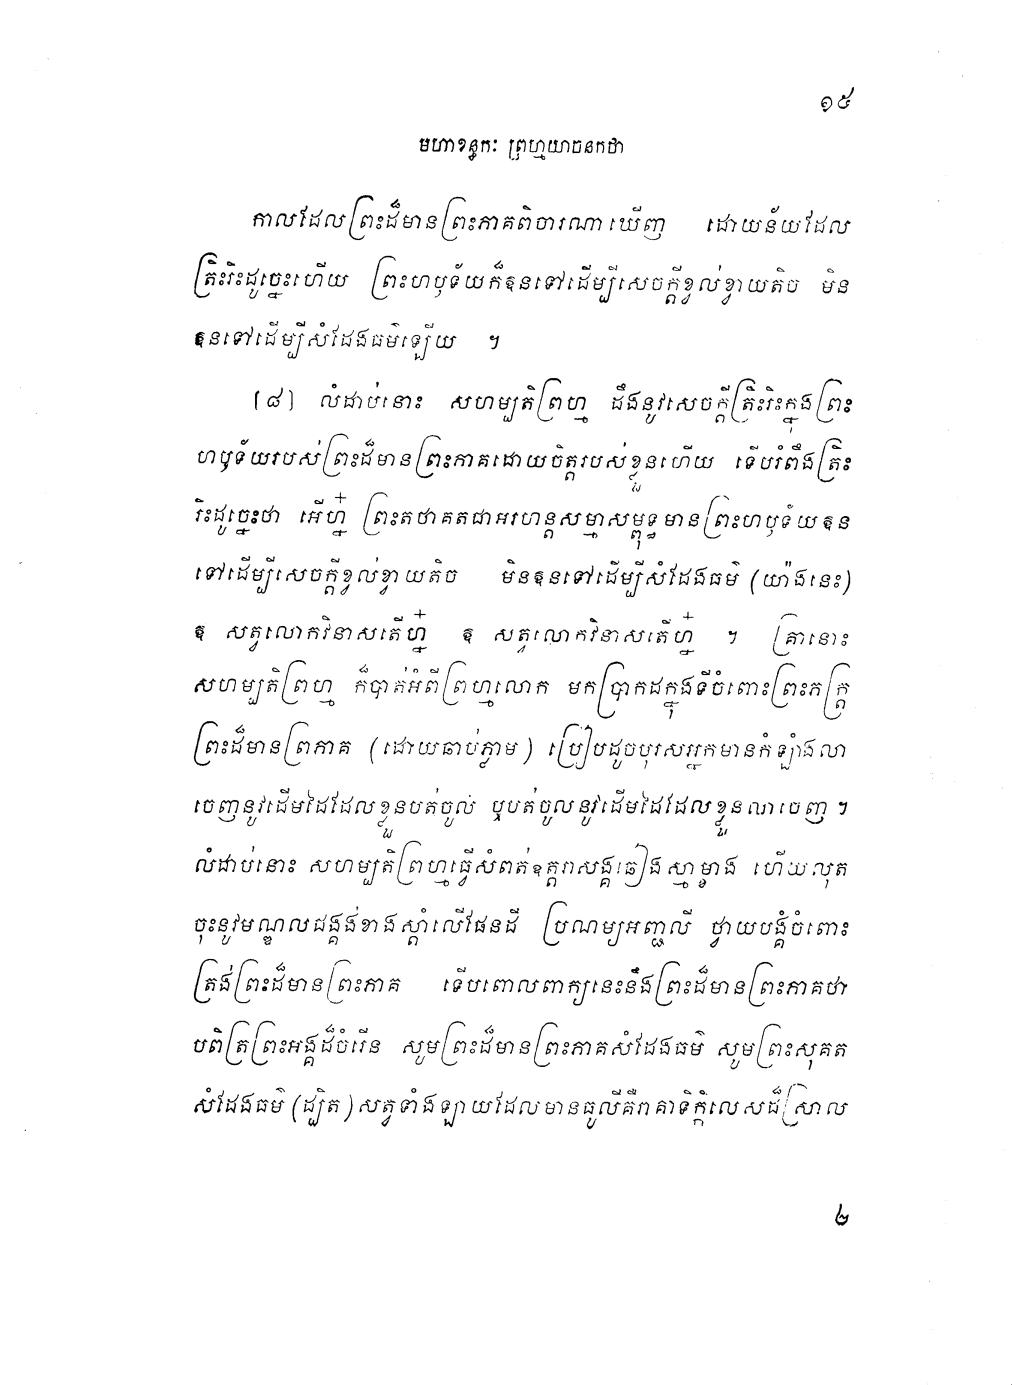 ១៥
មហាខន្ធកៈ ព្រហ្មយាចនកថា
កាលដែលព្រះដ៏មានព្រះភាគពិចារណាឃើញ ដោយន័យដែល
ត្រិះរិះដូច្នេះហើយ ព្រះហឫទ័យក៏ឱនទៅដើម្បីសេចក្តីខ្វល់ខ្វាយតិច មិន
ឱនទៅដើម្បីសំដែងធម៌ឡើយ ។
[៨] លំដាប់នោះ សហម្បតិព្រហ្ម ដឹងនូវសេចក្តីត្រិះរិះក្នុងព្រះ
ហឫទ័យរបស់ព្រះដ៏មានព្រះភាគដោយចិត្តរបស់ខ្លួនហើយ ទើបរំពឹងត្រិះ
រិះដូច្នេះថា អើហ្ន៎ ព្រះតថាគតជាអរហន្តសម្មាសម្ពុទ្ធមានព្រះហឫទ័យឱន
ទៅដើម្បីសេចក្តីខ្វល់ខ្វាយតិច មិនឱនទៅដើម្បីសំដែងធម៌ (យ៉ាងនេះ)
ឱ សត្វលោកវិនាសតើហ្ន៎ ឱ សត្វលោកវិនាសតើហ្ន៎ ។ គ្រានោះ
សហម្បតិព្រហ្ម ក៏បាត់អំពីព្រហ្មលោក មកប្រាកដក្នុងទីចំពោះព្រះភក្ត្រ
ព្រះដ៏មានព្រភាគ (ដោយឆាប់ភ្លាម) ប្រៀបដូចបុរសអ្នកមានកំឡាំងលា
ចេញនូវដើមដៃដែលខ្លួនបត់ចូល ឬបត់ចូលនូវដើមដៃដែលខ្លួនលាចេញ ។
លំដាប់នោះ សហម្បតិព្រហ្មធ្វើសំពត់ឧត្តរាសង្គឆៀងស្មាម្ខាង ហើយលុត
ចុះនូវមណ្ឌលជង្គង់ខាងស្តាំលើផែនដី ប្រណម្យអញ្ជលី ថ្វាយបង្គំចំពោះ
ត្រង់ព្រះដ៏មានព្រះភាគ ទើបពោលពាក្យនេះនឹងព្រះដ៏មានព្រះភាគថា
បពិត្រព្រះអង្គដ៏ចំរើន សូមព្រះដ៏មានព្រះភាគសំដែងធម៌ សូមព្រះសុគត
សំដែងធម៌ (ដ្បិត) សត្វទាំងឡាយដែលមានធូលីគឺរាគាទិក្កិលេសដ៏ស្រាល
២